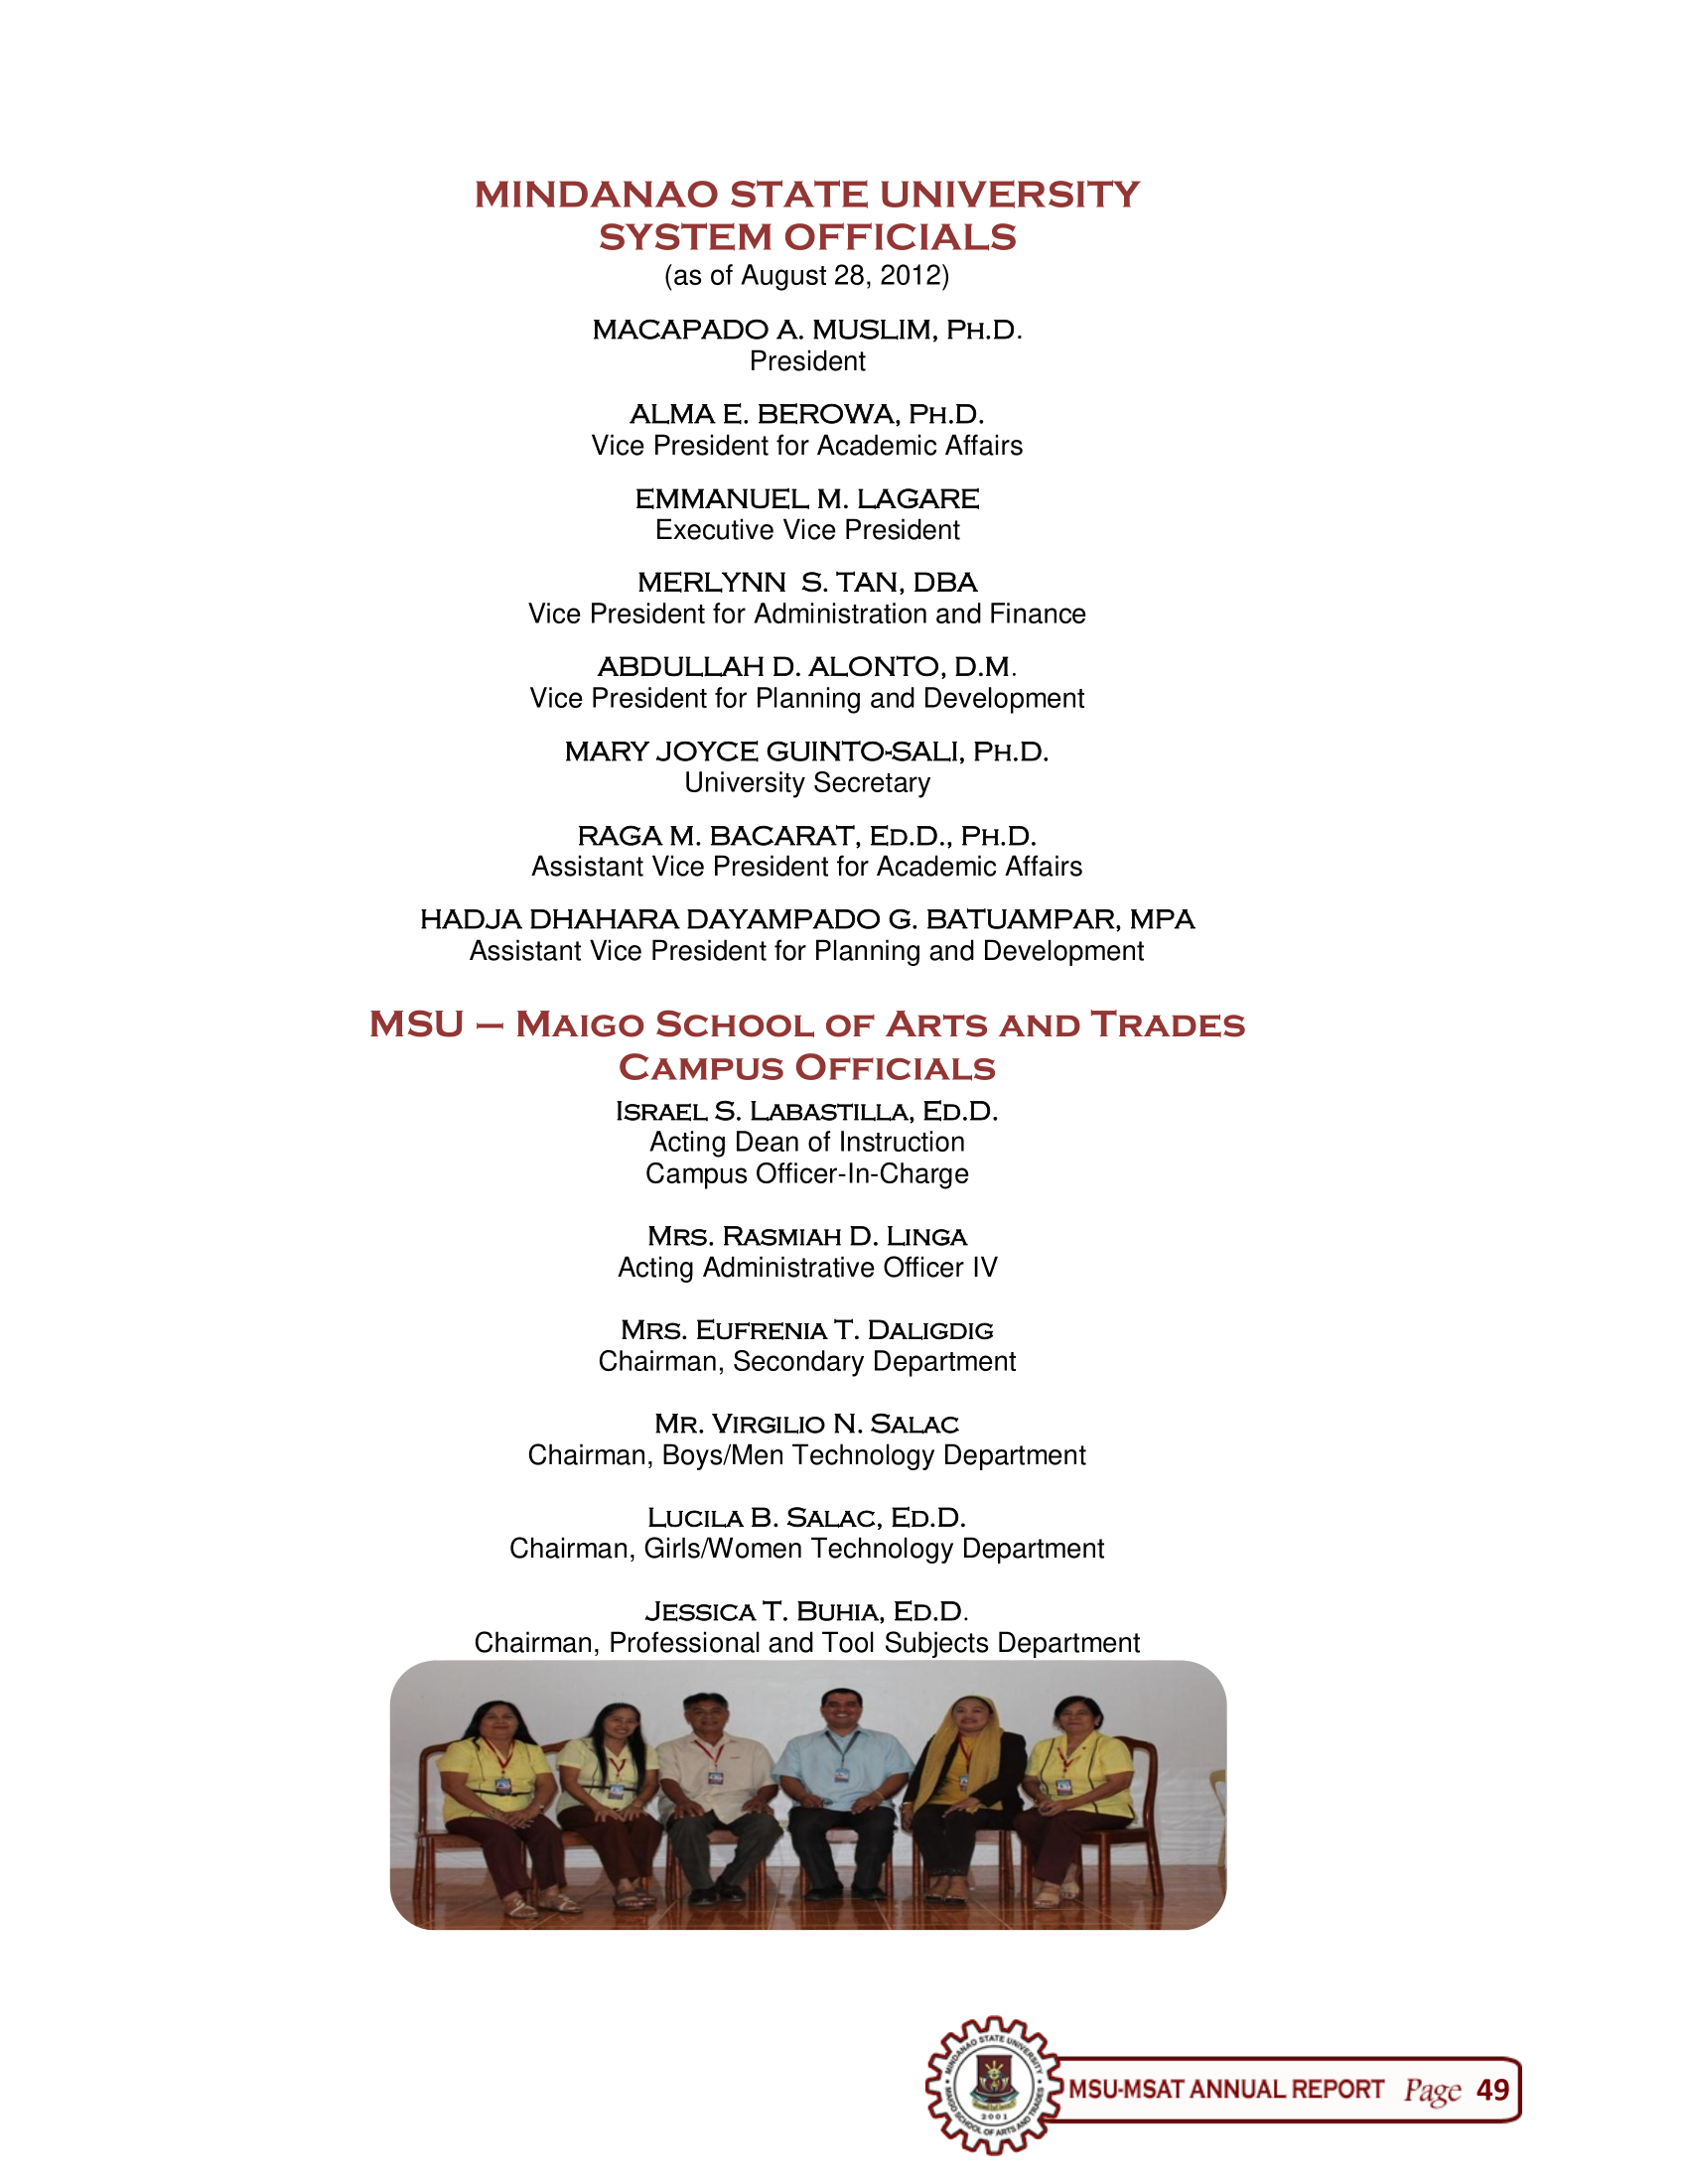 MINDANAO STATE UNIVERSITY
SYSTEM OFFICIALS
(as of August 28, 2012)
MACAPADO A. MUSLIM, PH.D.
President
ALMA E. BEROWA, PH.D.
Vice President for Academic Affairs
EMMANUEL M. LAGARE
Executive Vice President
MERLYNN S. TAN, DBA
Vice President for Administration and Finance
ABDULLAH D. ALONTO, D.M.
Vice President for Planning and Development
MARY JOYCE GUINTO-SALI, PH.D.
University Secretary
RAGA M. BACARAT, ED.D., PH.D.
Assistant Vice President for Academic Affairs
HADJA DHAHARA DAYAMPADO G. BATUAMPAR, MPA
Assistant Vice President for Planning and Development
MSU – MAIGO SCHOOL OF ARTS AND TRADES
CAMPUS OFFICIALS
ISRAEL S. LABASTILLA, ED.D.
Acting Dean of Instruction
Campus Officer-In-Charge
MRS. RASMIAH D. LINGA
Acting Administrative Officer IV
MRS. EUFRENIA T. DALIGDIG
Chairman, Secondary Department
MR. VIRGILIO N. SALAC
Chairman, Boys/Men Technology Department
LUCILA B. SALAC, ED.D.
Chairman, Girls/Women Technology Department
JESSICA T. BUHIA, ED.D.
Chairman, Professional and Tool Subjects Department
MINDANAO STATE UNIVERSITY
MAIGO SCHOOL OF ARTS AND TRADES
2001
MSU-MSAT ANNUAL REPORT Page 49